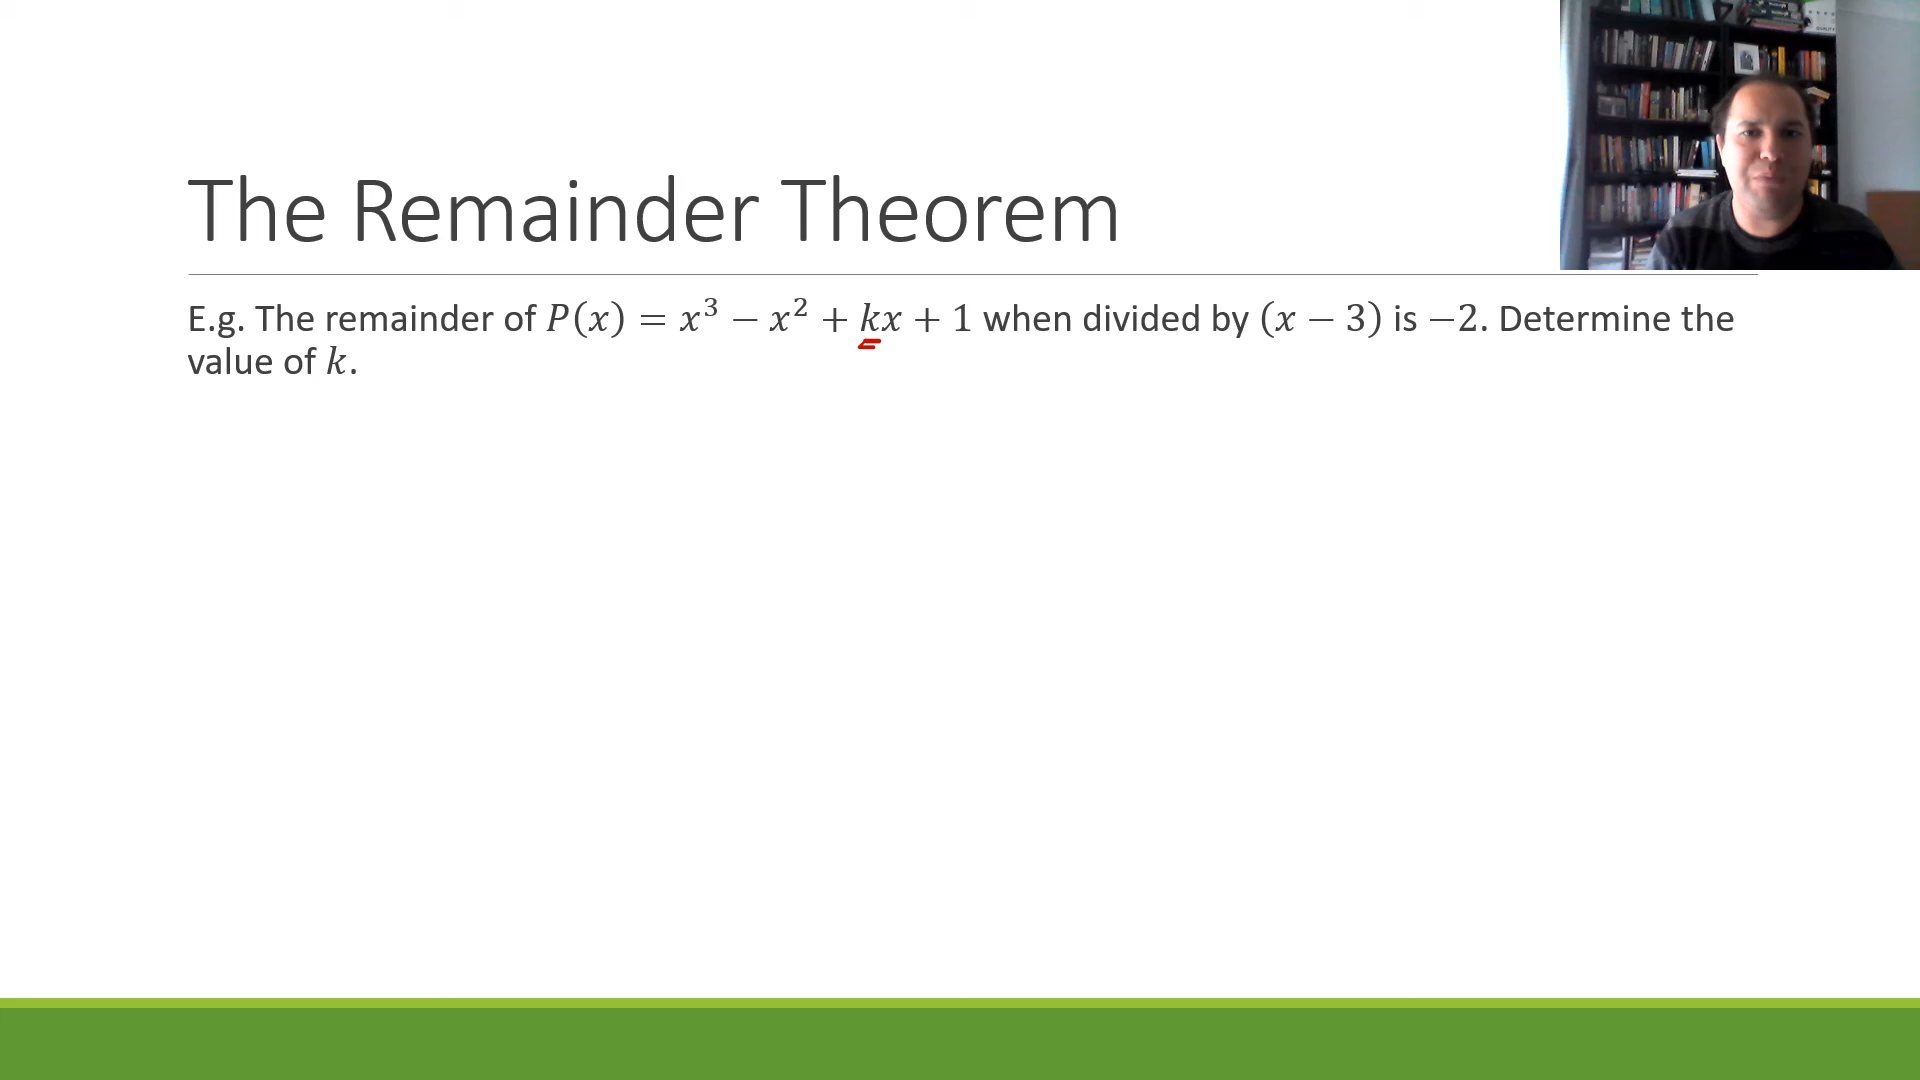 The Remainder Theorem
E.g. The remainder of P(x) = x³ − x² + kx + 1 when divided by (x − 3) is −2. Determine the
value of k.